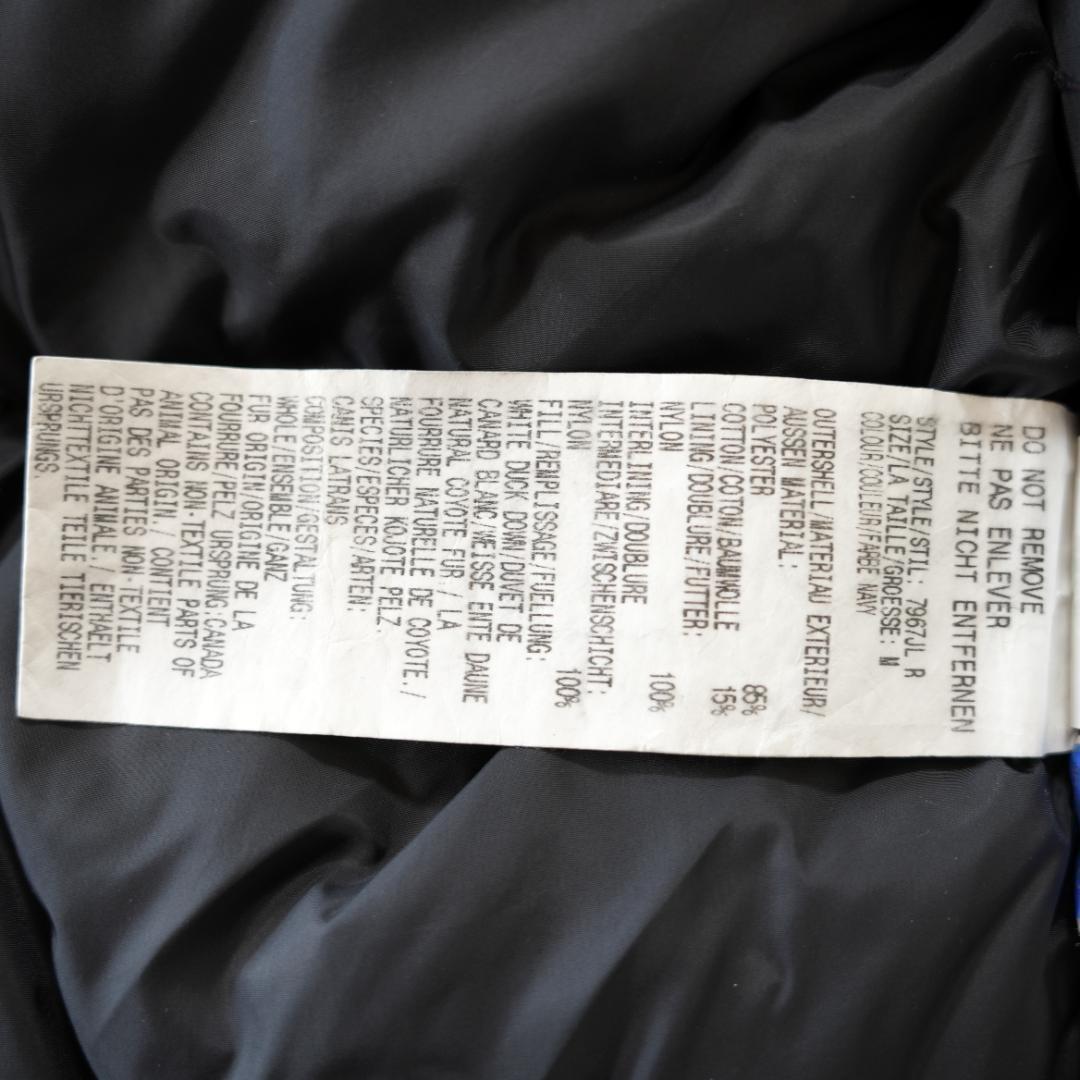 DO NOT REMOVE
NE PAS ENLEVER
BITTE NICHT ENTFERNEN
STYLE/STYLE/STIL: 7967JL R
SIZE/LA TAILLE/GROESSE: M
COLOUR/COULEIR/FARBE NAVY
OUTERSHELL/MATERIAU EXTERIEUR/
AUSSEN MATERIAL:
POLYESTER 85%
COTTON/COTON/BAUMWOLLE 15%
LINING/DOUBLURE/FUTTER:
NYLON 100%
INTERLINING/DOUBLURE
INTERMEDIARE/ZWISCHENSCHICHT:
NYLON 100%
FILL/REMPLISSAGE/FUELLUNG:
WHITE DUCK DOWN/DUVET DE
CANARD BLANC/WEISSE ENTE DAUNE
NATURAL COYOTE FUR./ LA
FOURRURE NATURELLE DE COYOTE./
NATURLICHER KOJOTE PELZ
SPECIES/ESPECES/ARTEN:
CANIS LATRANS
COMPOSITION/GESTALTUNG:
WHOLE/ENSEMBLE/GANZ
FUR ORIGIN/ORIGINE DE LA
FOURRURE/PELZ URSPRUNG:CANADA
CONTAINS NON-TEXTILE PARTS OF
ANIMAL ORIGIN./ CONTIENT
PAS DES PARTIES NON-TEXTILE
D'ORIGINE ANIMALE./ ENTHAELT
NICHTTEXTILE TEILE TIERISCHEN
URSPRUNGS.